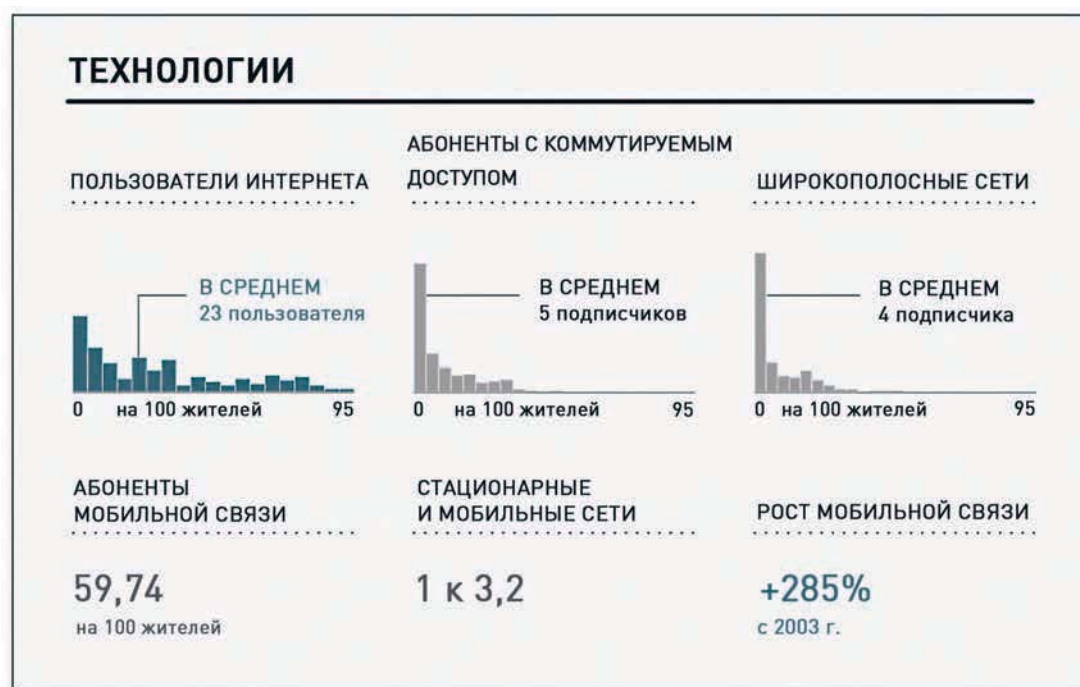 ТЕХНОЛОГИИ
ПОЛЬЗОВАТЕЛИ ИНТЕРНЕТА
В СРЕДНЕМ
23 пользователя
0 на 100 жителей 95
АБОНЕНТЫ С КОММУТИРУЕМЫМ
ДОСТУПОМ
В СРЕДНЕМ
5 подписчиков
0 на 100 жителей 95
ШИРОКОПОЛОСНЫЕ СЕТИ
В СРЕДНЕМ
4 подписчика
0 на 100 жителей 95
АБОНЕНТЫ
МОБИЛЬНОЙ СВЯЗИ
59,74
на 100 жителей
СТАЦИОНАРНЫЕ
И МОБИЛЬНЫЕ СЕТИ
1 к 3,2
РОСТ МОБИЛЬНОЙ СВЯЗИ
+285%
с 2003 г.